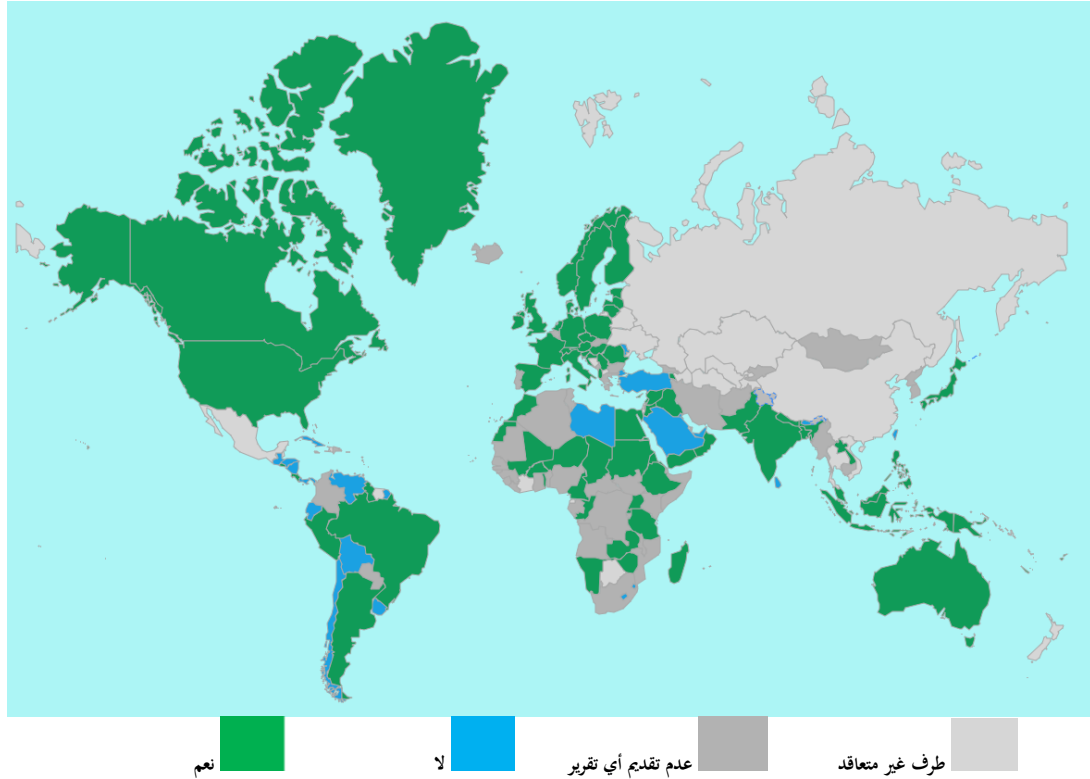 طرف غير متعاقد
عدم تقديم أي تقرير
لا
نعم